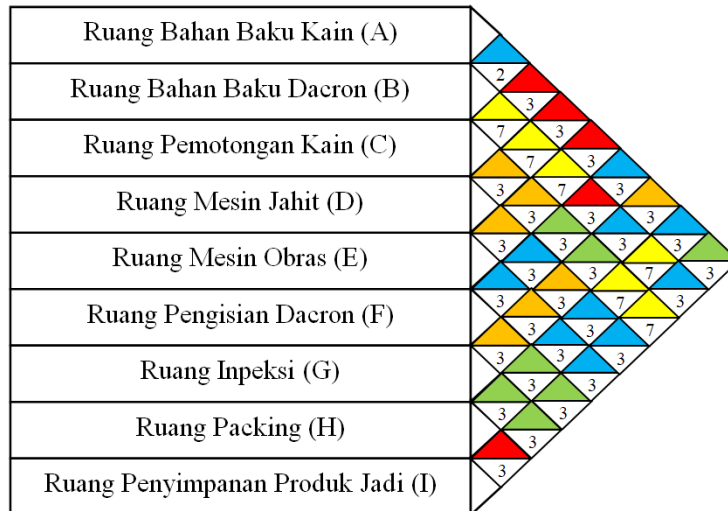 Ruang Bahan Baku Kain (A)
2
Ruang Bahan Baku Dacron (B)
3
7 3
Ruang Pemotongan Kain (C)
7 3
3 7 3
Ruang Mesin Jahit (D)
3 3 3
3 3 3 3
Ruang Mesin Obras (E)
3 3 7 3
3 3 7 3
Ruang Pengisian Dacron (F)
3 3 7
3 3 3
Ruang Inpeksi (G)
3 3
3 3
Ruang Packing (H)
3
3
Ruang Penyimpanan Produk Jadi (I)